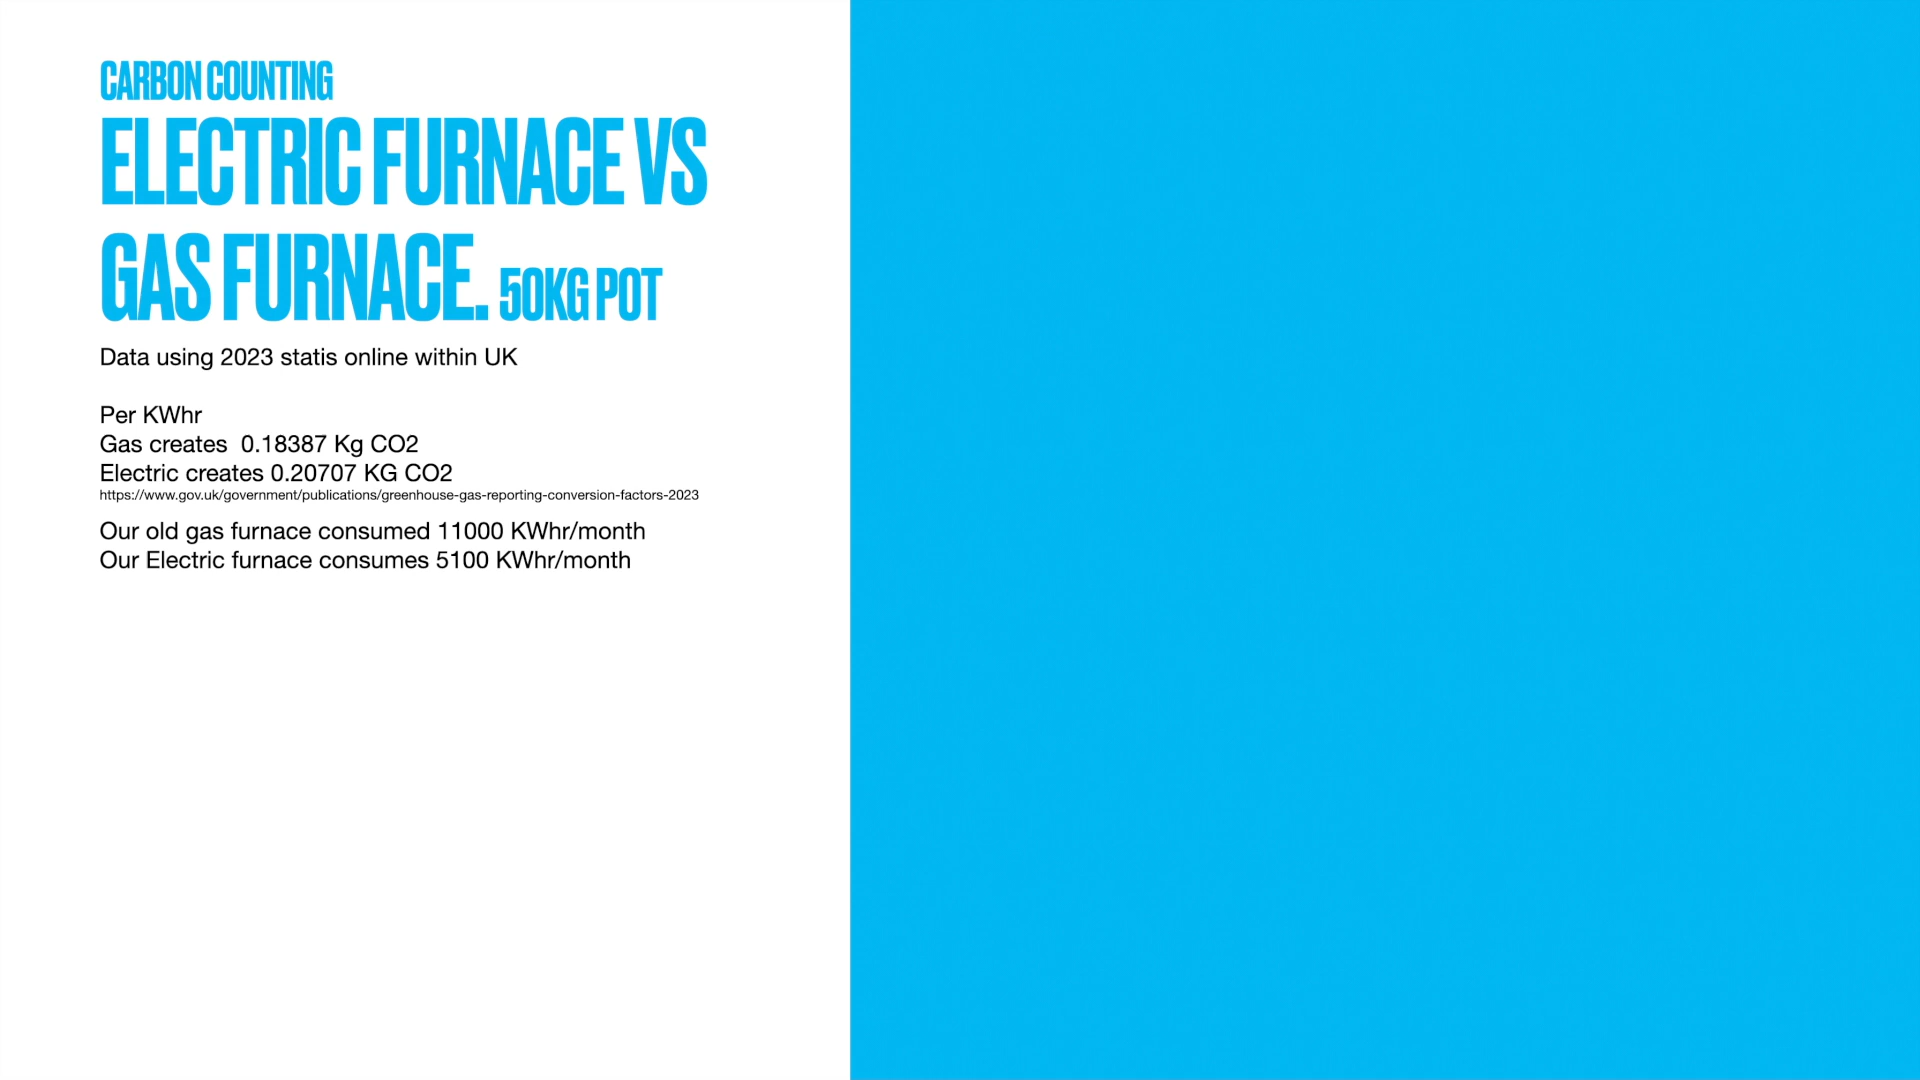 CARBON COUNTING
ELECTRIC FURNACE VS
GAS FURNACE. 50KG POT
Data using 2023 statis online within UK
Per KWhr
Gas creates  0.18387 Kg CO2
Electric creates 0.20707 KG CO2
https://www.gov.uk/government/publications/greenhouse-gas-reporting-conversion-factors-2023
Our old gas furnace consumed 11000 KWhr/month
Our Electric furnace consumes 5100 KWhr/month